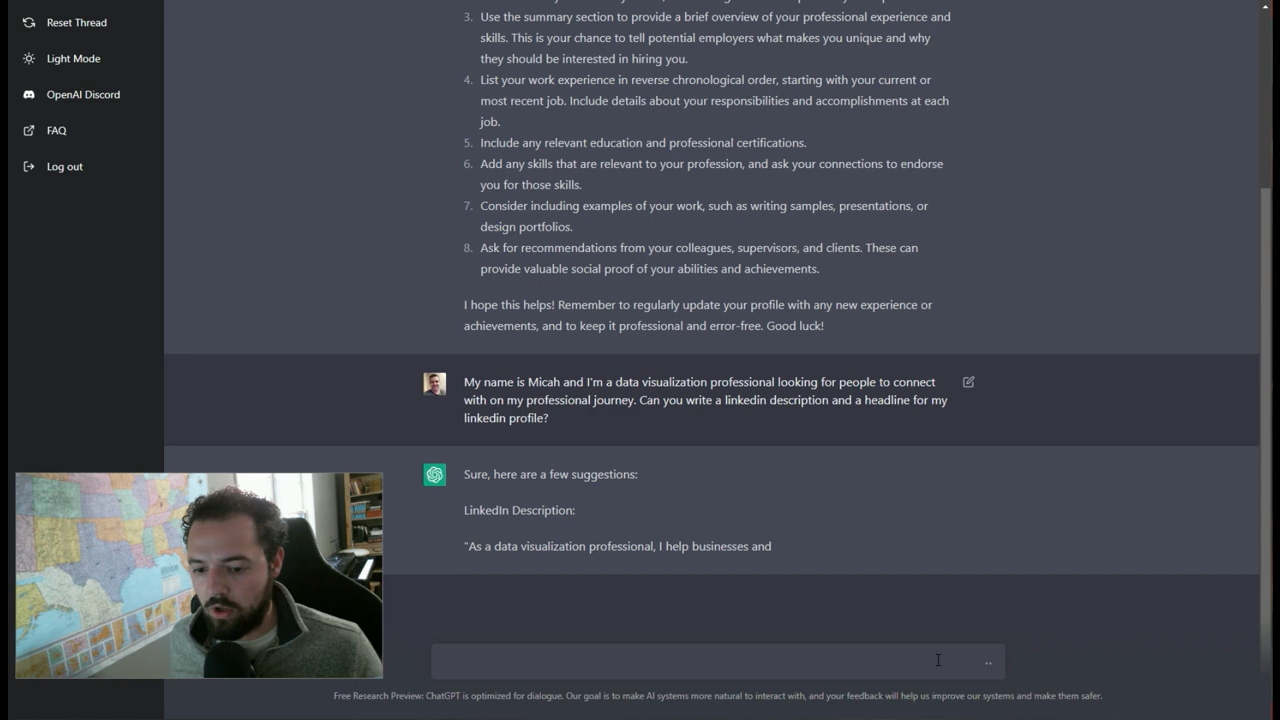 Reset Thread
Light Mode
OpenAI Discord
FAQ
Log out
3. Use the summary section to provide a brief overview of your professional experience and
skills. This is your chance to tell potential employers what makes you unique and why
they should be interested in hiring you.
4. List your work experience in reverse chronological order, starting with your current or
most recent job. Include details about your responsibilities and accomplishments at each
job.
5. Include any relevant education and professional certifications.
6. Add any skills that are relevant to your profession, and ask your connections to endorse
you for those skills.
7. Consider including examples of your work, such as writing samples, presentations, or
design portfolios.
8. Ask for recommendations from your colleagues, supervisors, and clients. These can
provide valuable social proof of your abilities and achievements.
I hope this helps! Remember to regularly update your profile with any new experience or
achievements, and to keep it professional and error-free. Good luck!
My name is Micah and I'm a data visualization professional looking for people to connect
with on my professional journey. Can you write a linkedin description and a headline for my
linkedin profile?
Sure, here are a few suggestions:
LinkedIn Description:
"As a data visualization professional, I help businesses and
Free Research Preview: ChatGPT is optimized for dialogue. Our goal is to make AI systems more natural to interact with, and your feedback will help us improve our systems and make them safer.